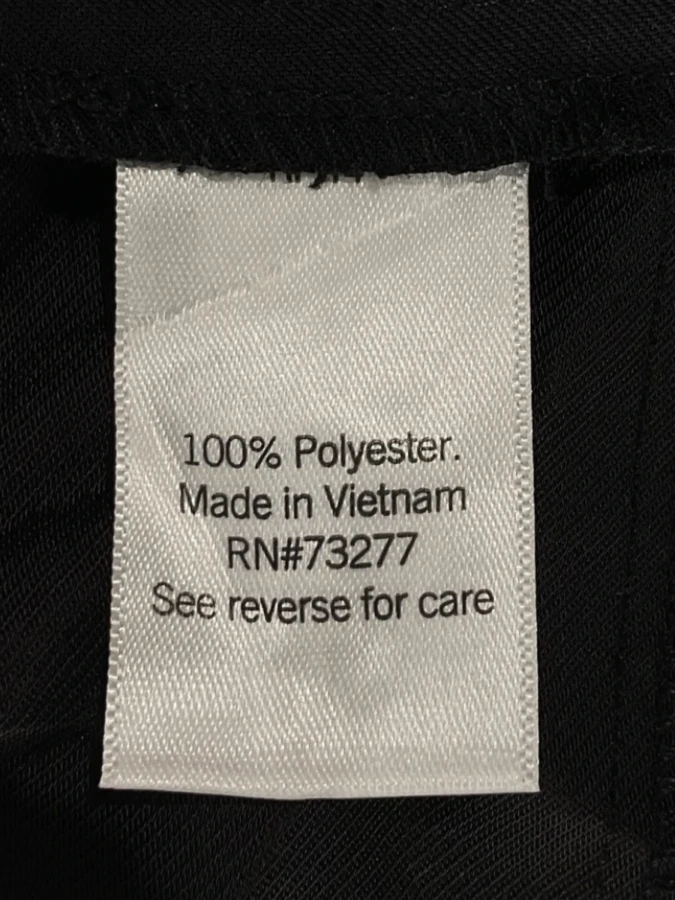 100% Polyester.
Made in Vietnam
RN#73277
See reverse for care